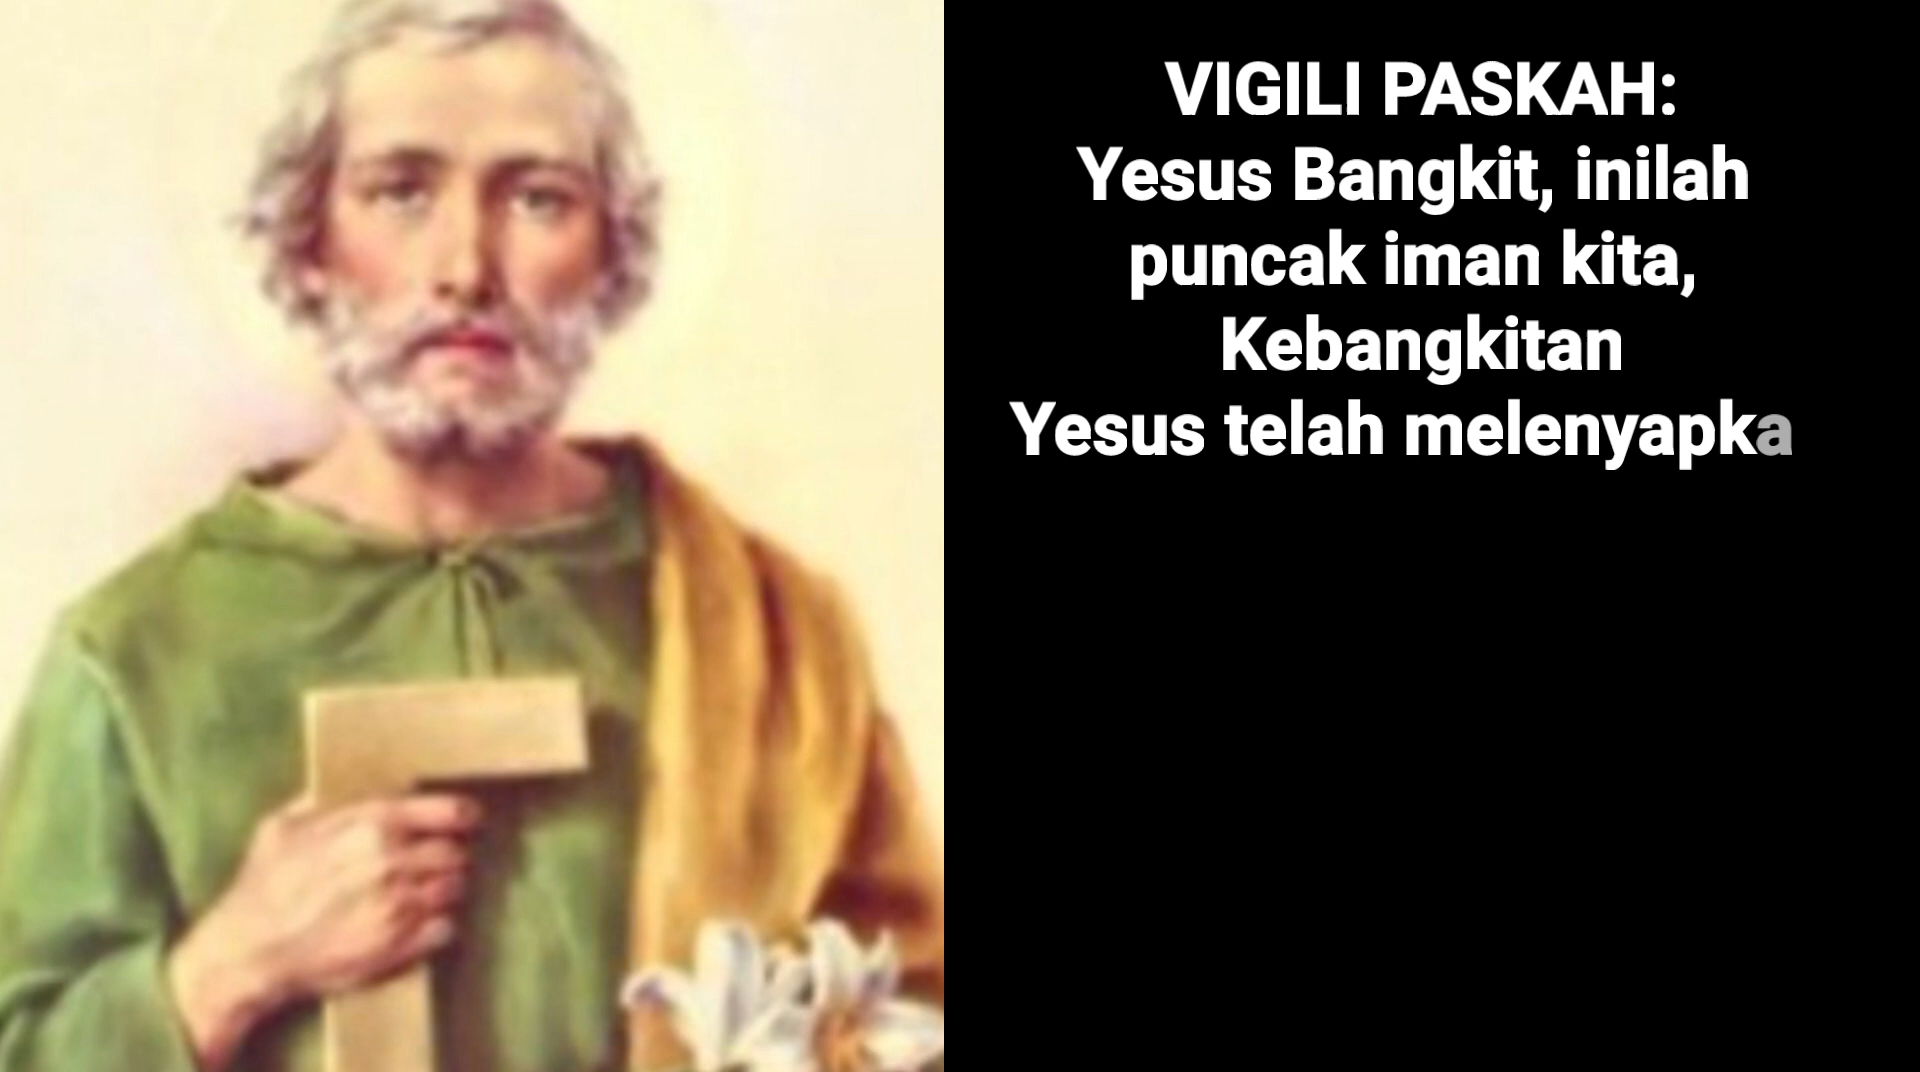 VIGILI PASKAH:
Yesus Bangkit, inilah
puncak iman kita,
Kebangkitan
Yesus telah melenyapka